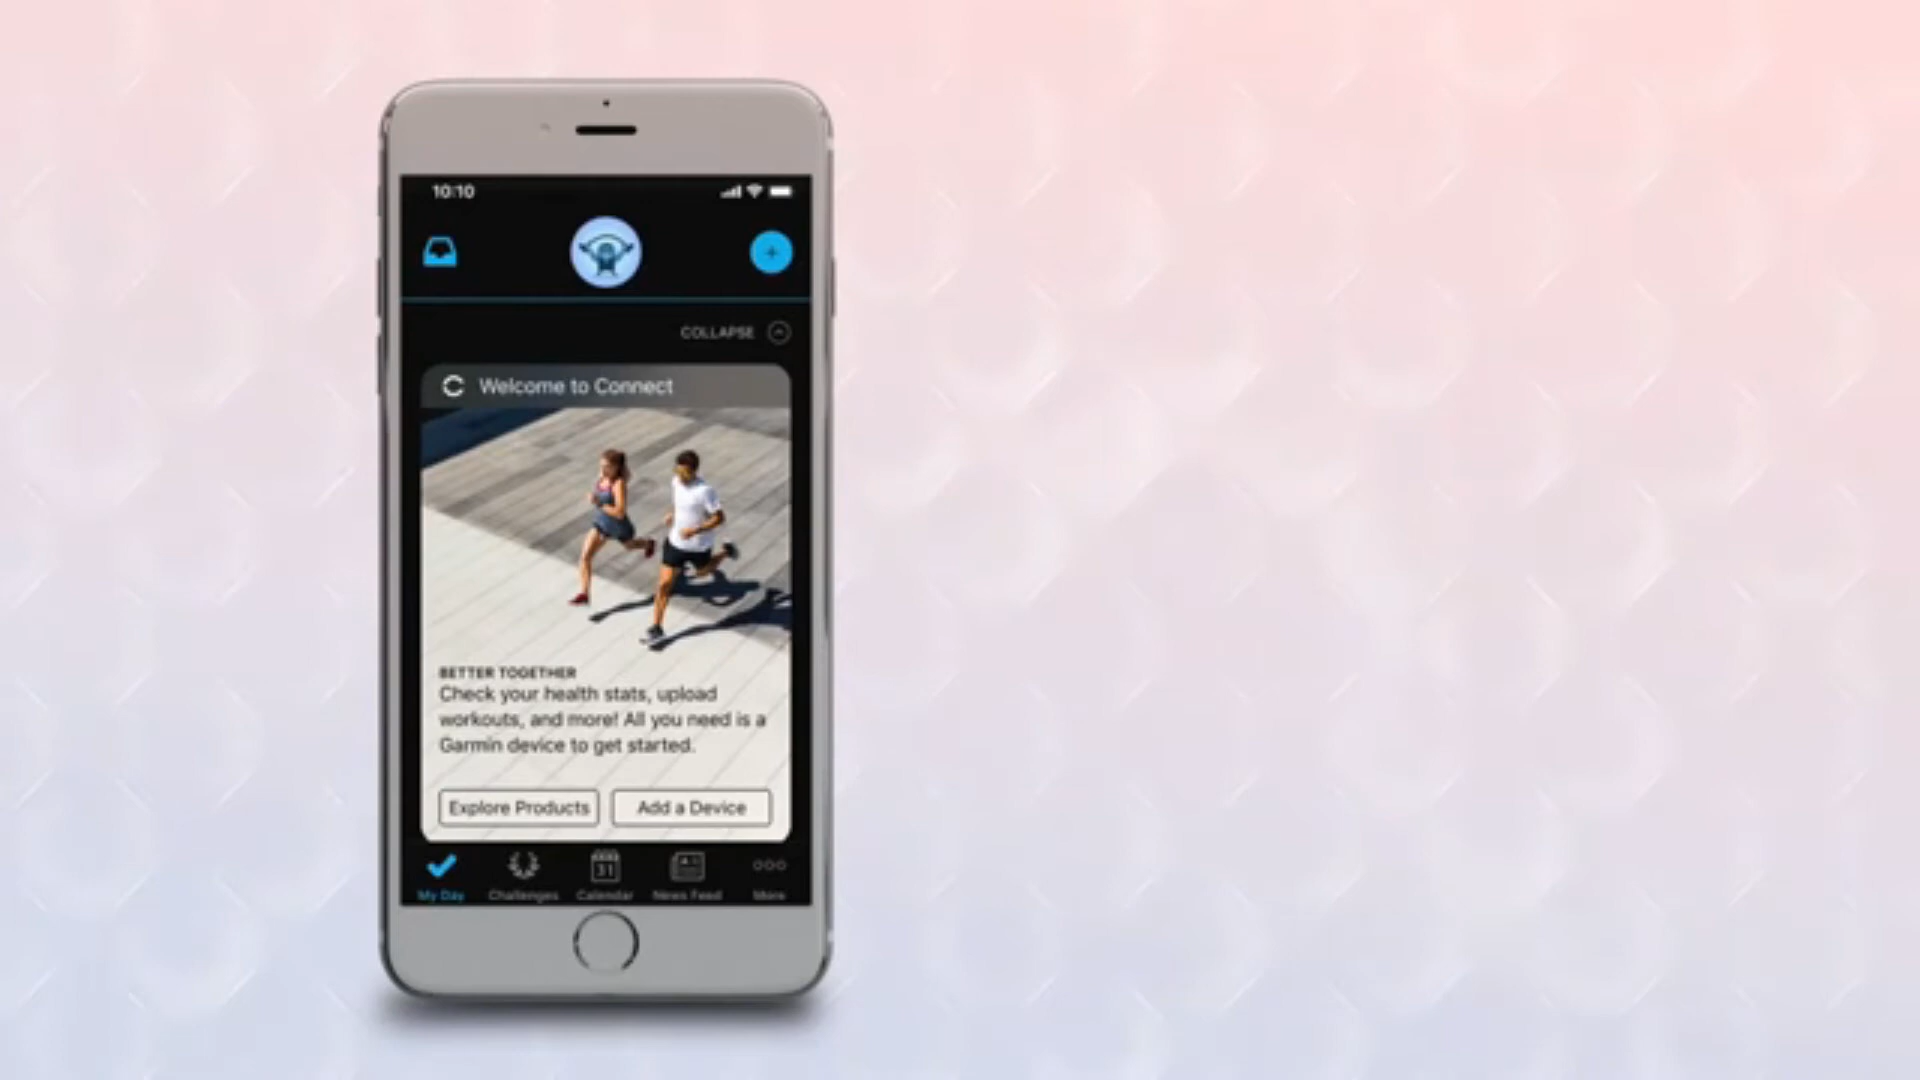 10:10
COLLAPSE
Welcome to Connect
BETTER TOGETHER
Check your health stats, upload
workouts, and more! All you need is a
Garmin device to get started.
Explore Products
Add a Device
31
My Day
Challenges
Calendar
News Feed
More